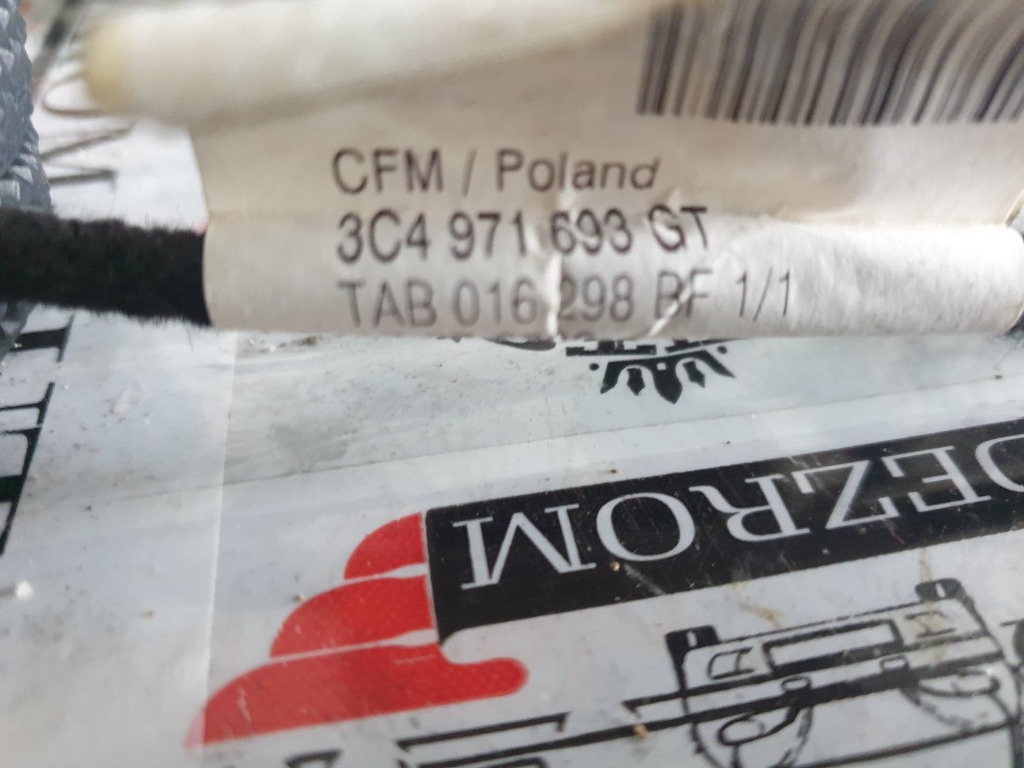 CFM / Poland
3C4 971 693 GT
TAB 016 298 BF 1/1
DEZROM